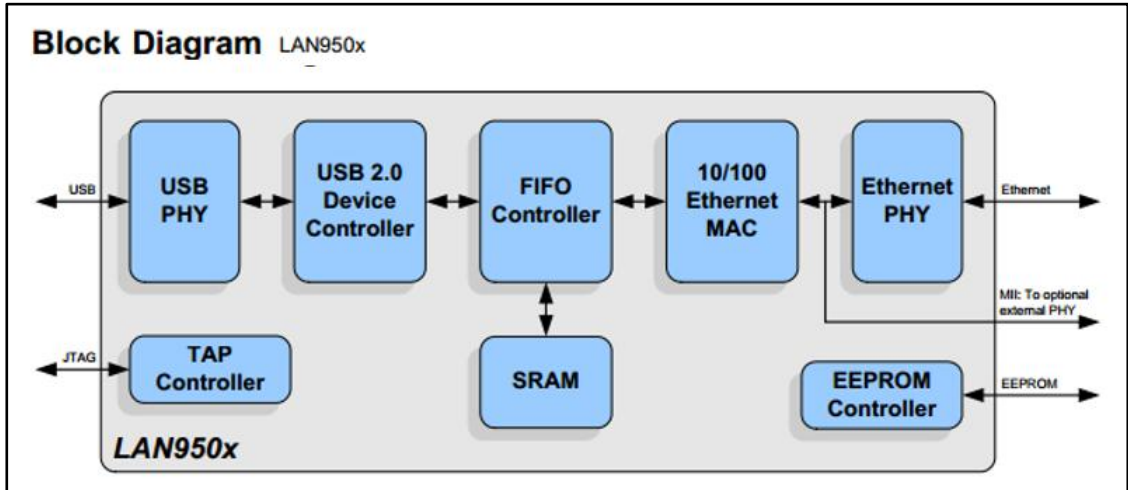 Block Diagram LAN950x
USB
USB
PHY
USB 2.0
Device
Controller
FIFO
Controller
10/100
Ethernet
MAC
Ethernet
PHY
Ethernet
MII: To optional
external PHY
JTAG
TAP
Controller
SRAM
EEPROM
Controller
EEPROM
LAN950x